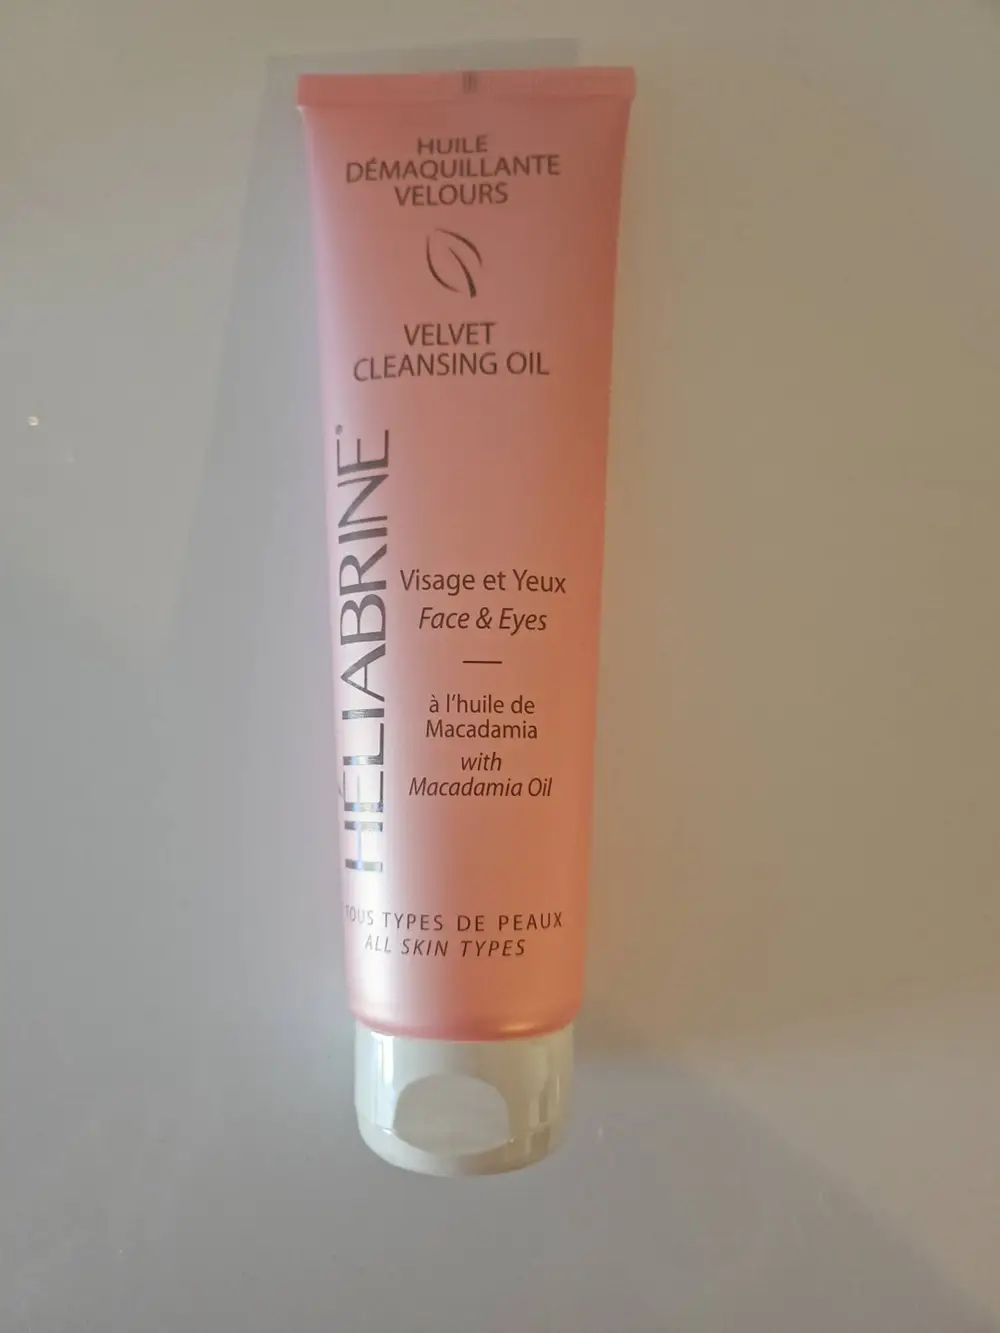 HUILE
DÉMAQUILLANTE
VELOURS
VELVET
CLEANSING OIL
HÉLIABRINE®
Visage et Yeux
Face & Eyes
à l'huile de
Macadamia
with
Macadamia Oil
TOUS TYPES DE PEAUX
ALL SKIN TYPES